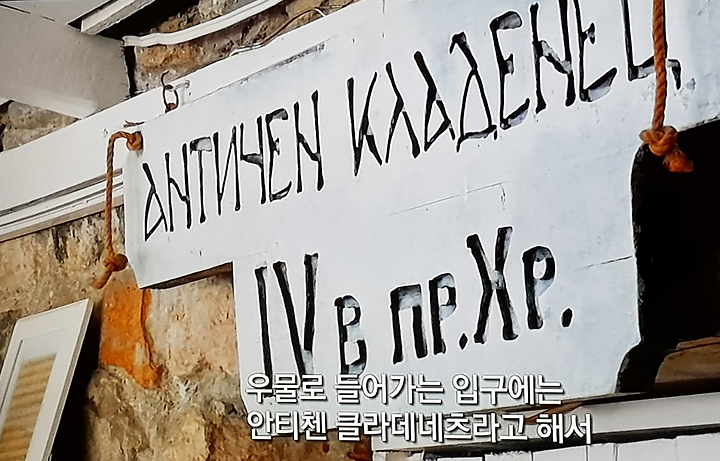 АНТИЧЕН КЛАДЕНЕЦ
IV В ПР.ХР.
우물로 들어가는 입구에는
안티첸 클라데네츠라고 해서